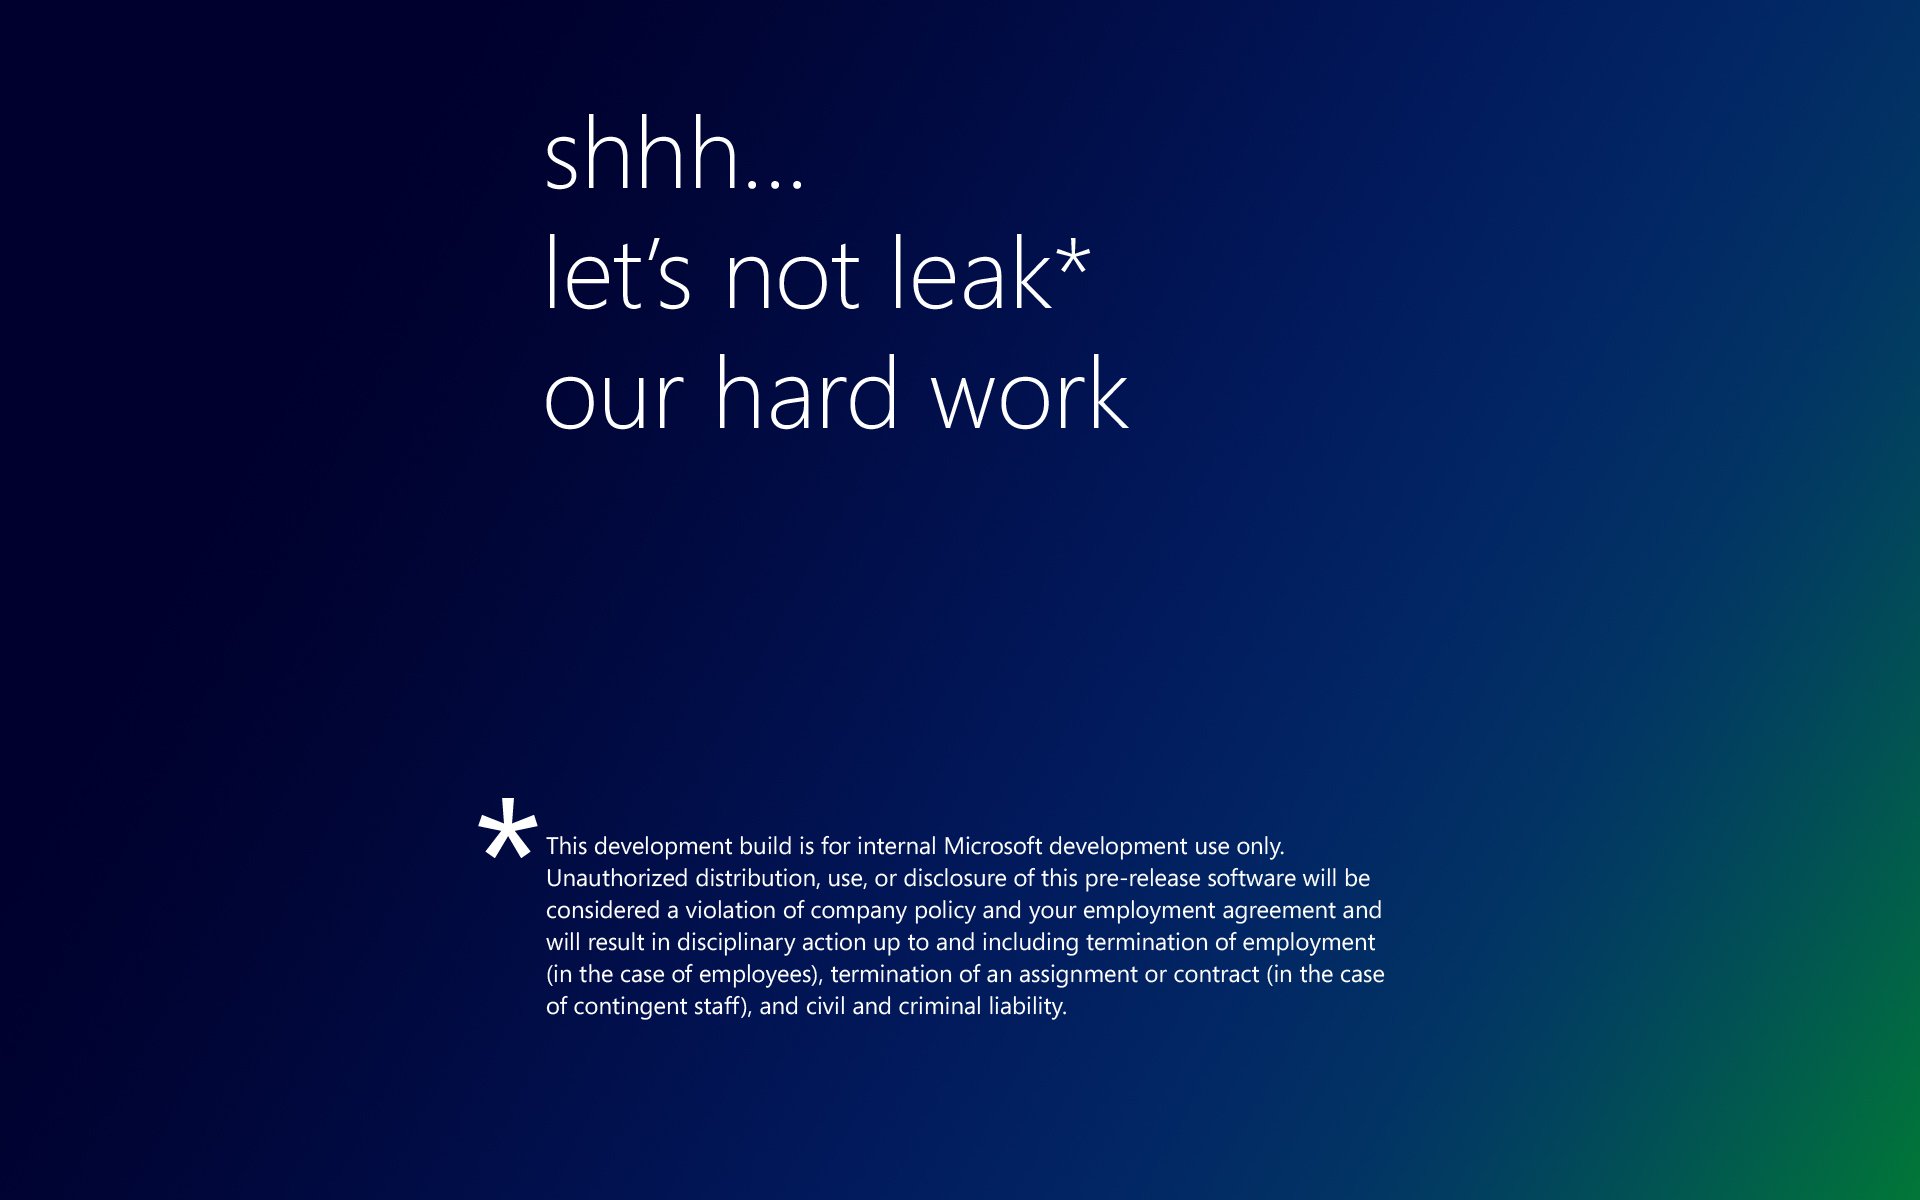 shhh...
let’s not leak*
our hard work
* This development build is for internal Microsoft development use only.
Unauthorized distribution, use, or disclosure of this pre-release software will be
considered a violation of company policy and your employment agreement and
will result in disciplinary action up to and including termination of employment
(in the case of employees), termination of an assignment or contract (in the case
of contingent staff), and civil and criminal liability.